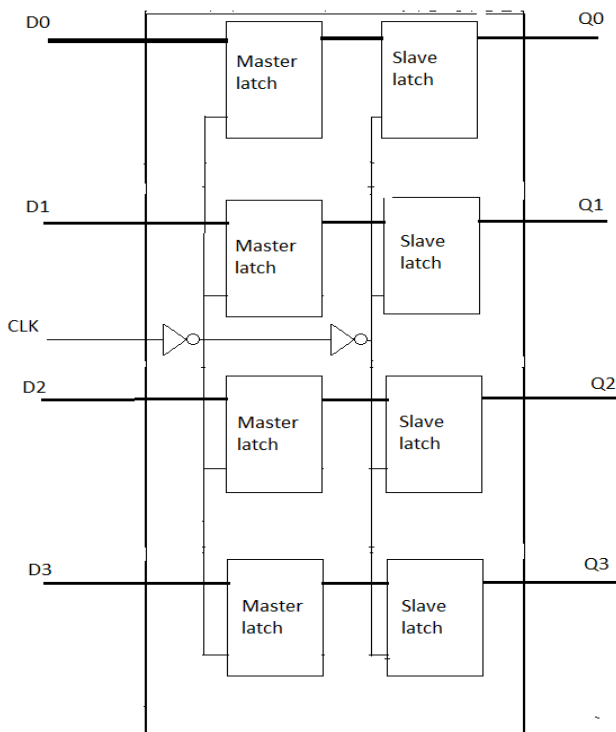 D0
Q0
Master
latch
Slave
latch
D1
Q1
Master
latch
Slave
latch
CLK
D2
Q2
Master
latch
Slave
latch
D3
Q3
Master
latch
Slave
latch